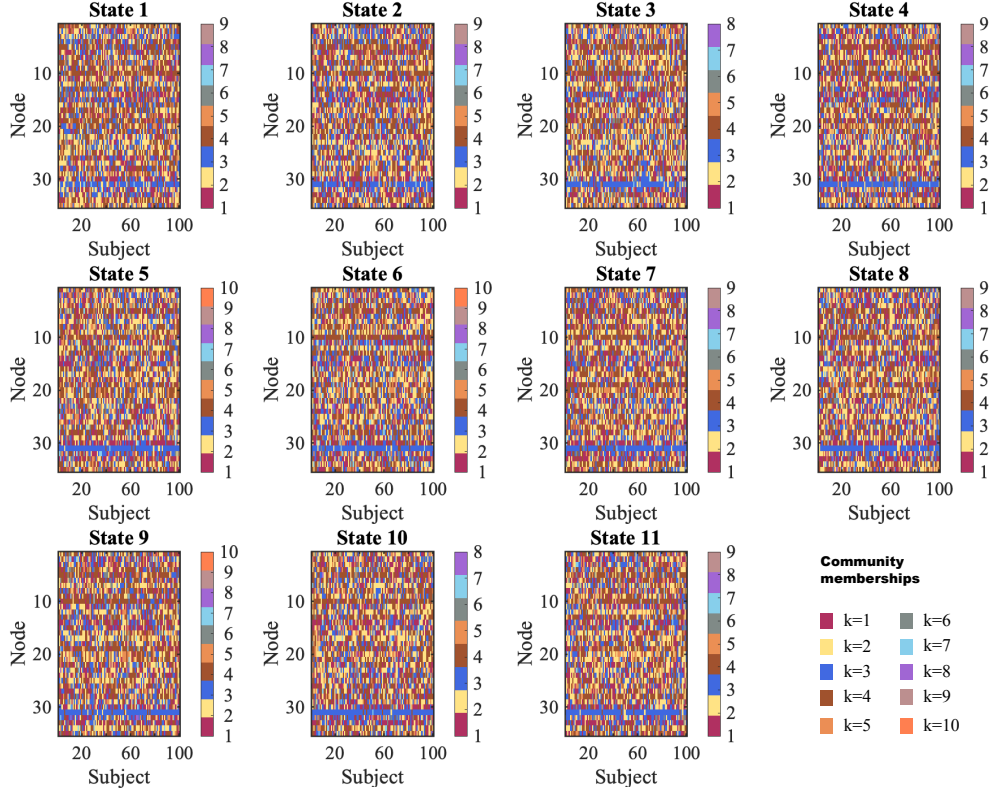 State 1 State 2 State 3 State 4
9 9 8 9
8 8 7 8
7 7 6 7
6 6 5 6
5 5 4 5
4 4 3 4
3 3 2 3
2 2 1 2
1 1 1
10 10 10 10
20 20 20 20
30 30 30 30
Node Node Node Node
20 60 100 20 60 100 20 60 100 20 60 100
Subject Subject Subject Subject
State 5 State 6 State 7 State 8
10 10 9 9
9 9 8 8
8 8 7 7
7 7 6 6
6 6 5 5
5 5 4 4
4 4 3 3
3 3 2 2
2 2 1 1
1 1
10 10 10 10
20 20 20 20
30 30 30 30
Node Node Node Node
20 60 100 20 60 100 20 60 100 20 60 100
Subject Subject Subject Subject
State 9 State 10 State 11
10 8 9
9 7 8
8 6 7
7 5 6
6 4 5
5 3 4
4 2 3
3 1 2
2 1
1
10 10 10
20 20 20
30 30 30
Node Node Node
20 60 100 20 60 100 20 60 100
Subject Subject Subject
Community
memberships
k=1 k=6
k=2 k=7
k=3 k=8
k=4 k=9
k=5 k=10